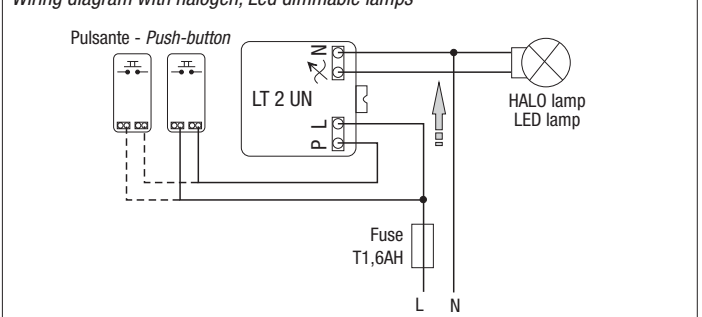 Wiring diagram with halogen, Led dimmable lamps
Pulsante - Push-button
N
LT 2 UN
L
P
HALO lamp
LED lamp
Fuse
T1,6AH
L N